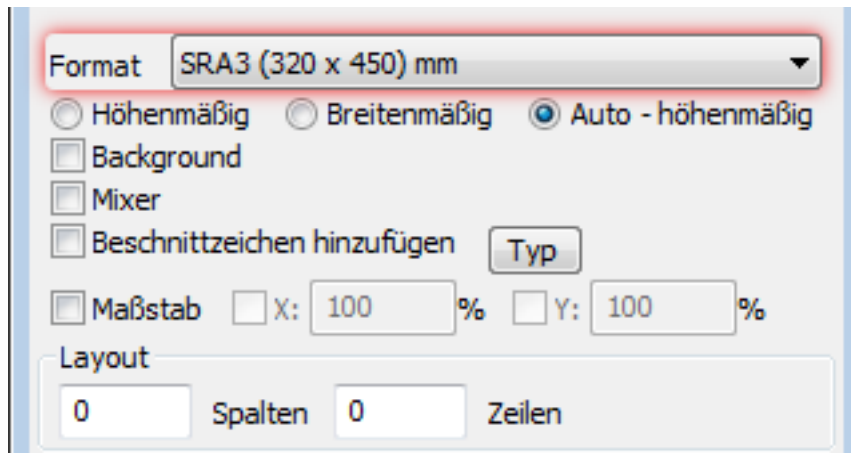 Format SRA3 (320 x 450) mm
Höhenmäßig Breitenmäßig Auto - höhenmäßig
Background
Mixer
Beschnittzeichen hinzufügen Typ
Maßstab X: 100 % Y: 100 %
Layout
0 Spalten 0 Zeilen